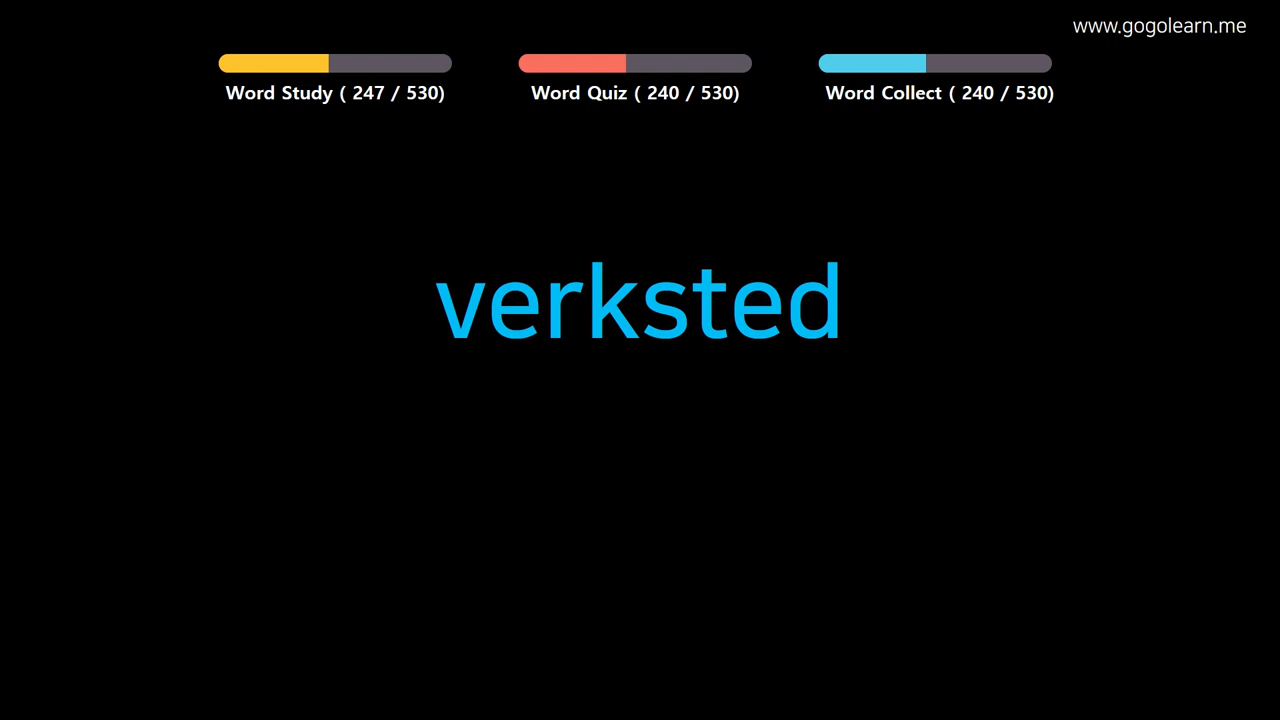 www.gogolearn.me
Word Study ( 247 / 530)
Word Quiz ( 240 / 530)
Word Collect ( 240 / 530)
verksted